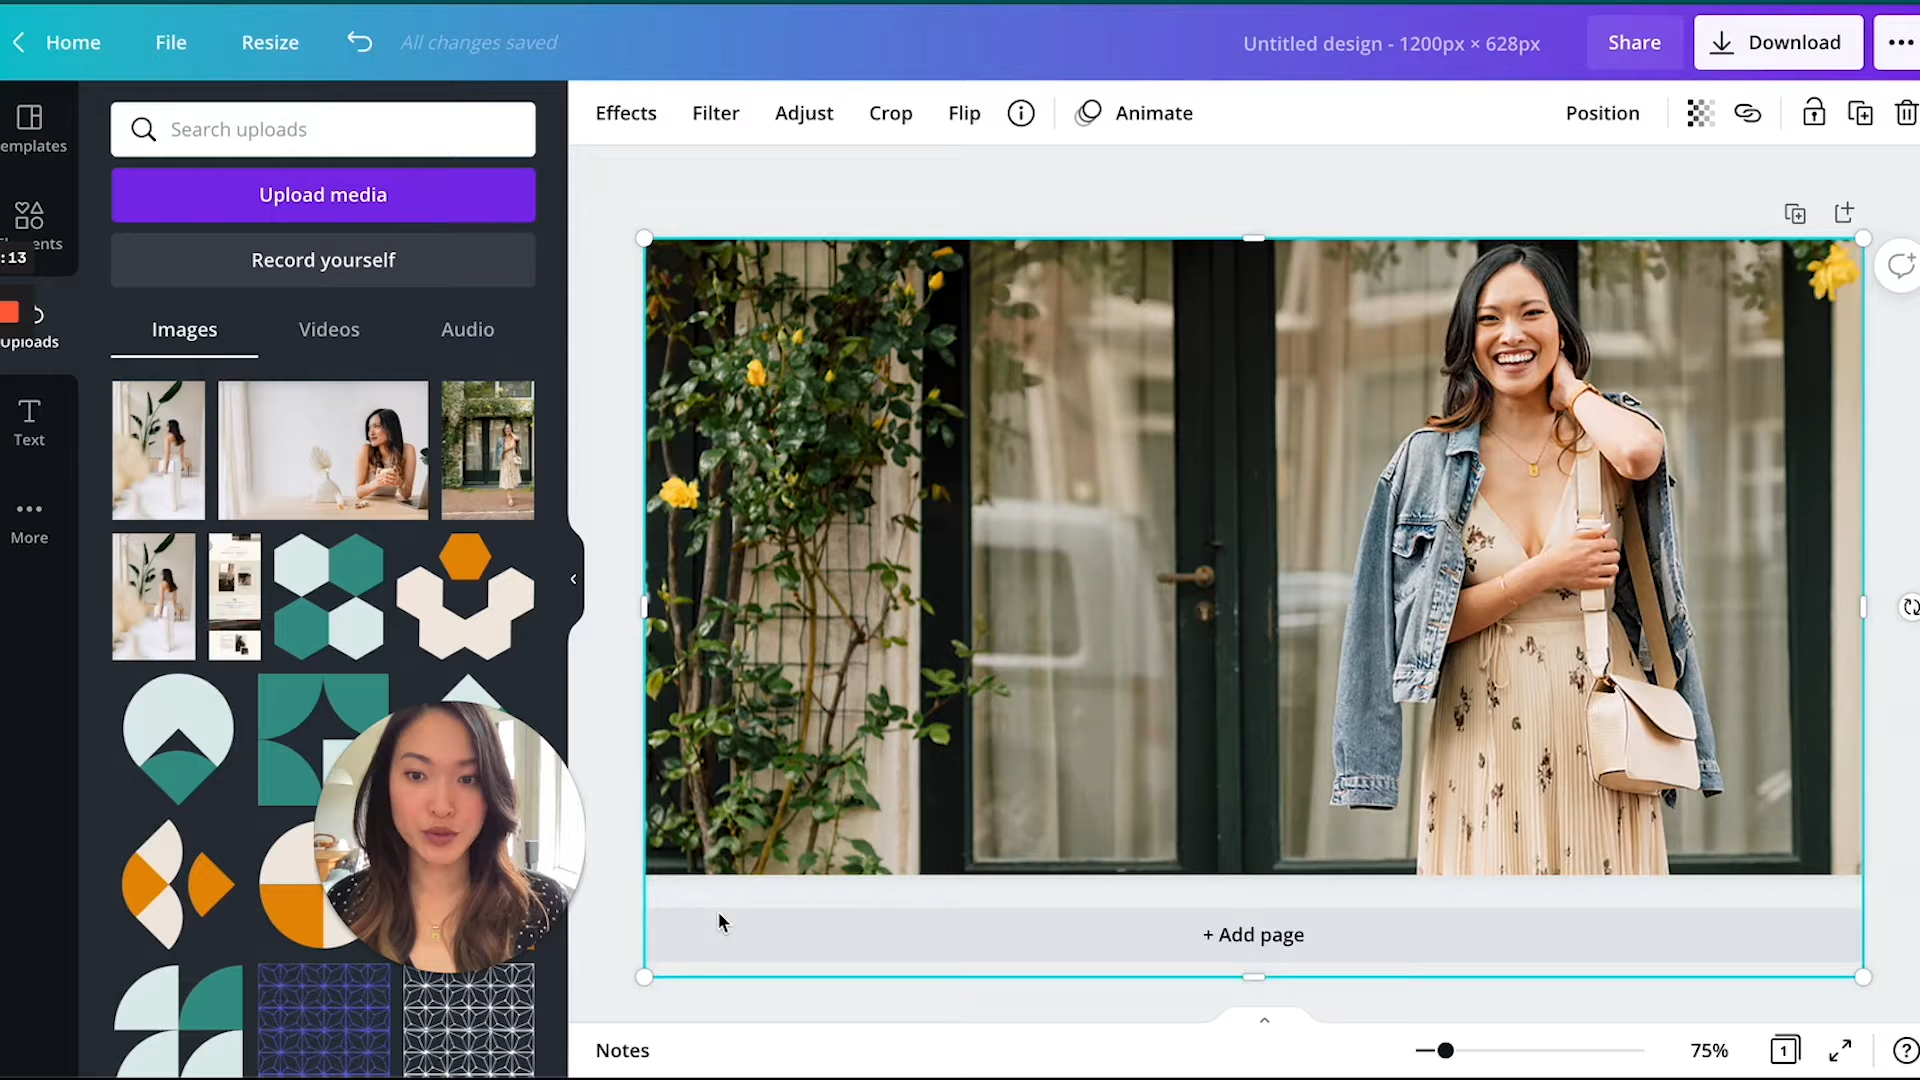 Home
File
Resize
All changes saved
Untitled design - 1200px × 628px
Share
Download
emplates
ents
:13
Uploads
Text
More
Search uploads
Upload media
Record yourself
Images
Videos
Audio
Effects
Filter
Adjust
Crop
Flip
Animate
Position
+ Add page
Notes
75%
1
?